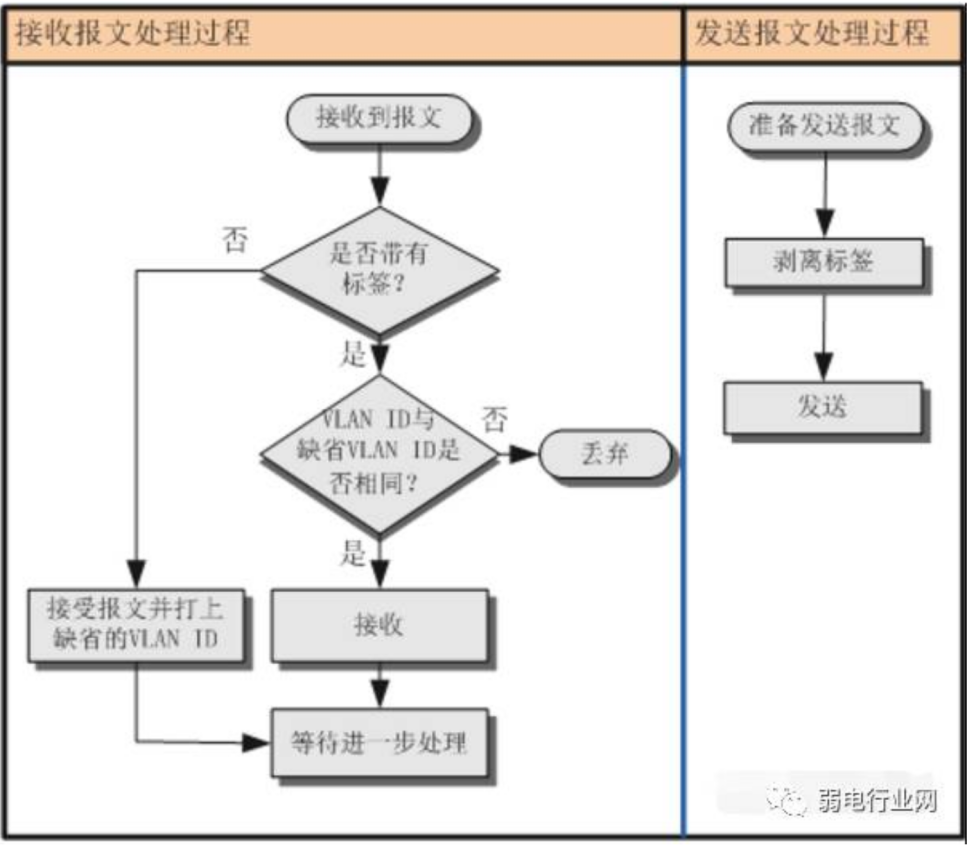 接收报文处理过程
发送报文处理过程
接收到报文
是否带有
标签？
否
是
VLAN ID与
缺省VLAN ID是
否相同？
否
丢弃
是
接受报文并打上
缺省的VLAN ID
接收
等待进一步处理
准备发送报文
剥离标签
发送
弱电行业网